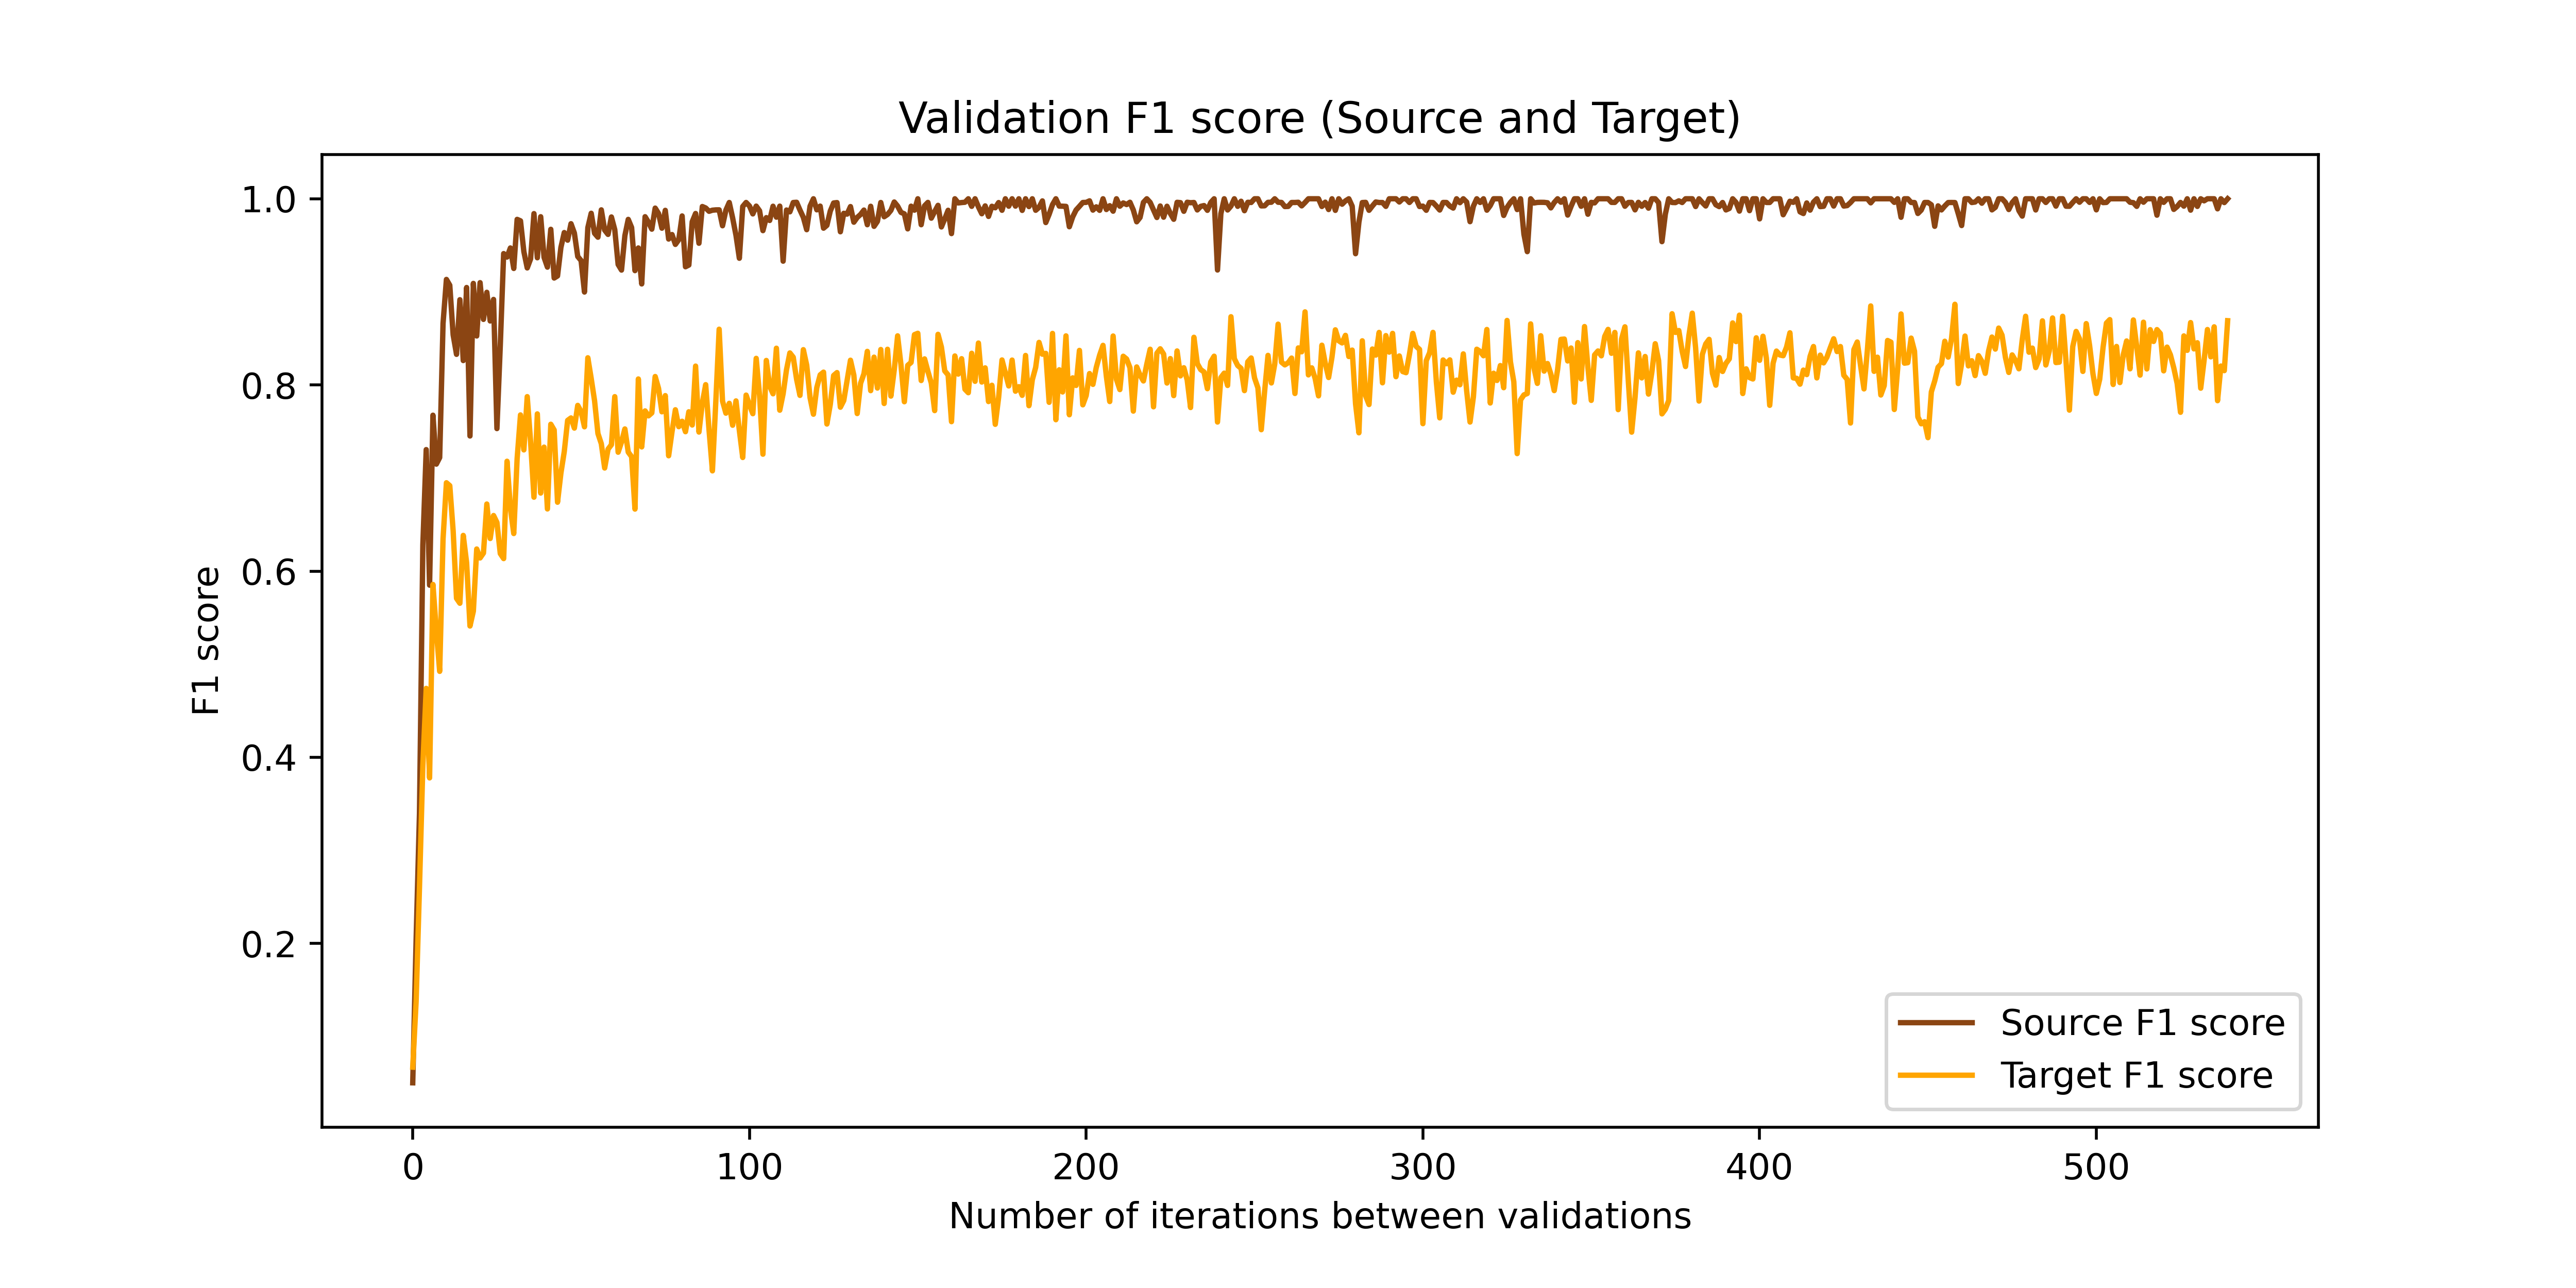 Validation F1 score (Source and Target)
F1 score
1.0
0.8
0.6
0.4
0.2
0
100
200
300
400
500
Number of iterations between validations
Source F1 score
Target F1 score